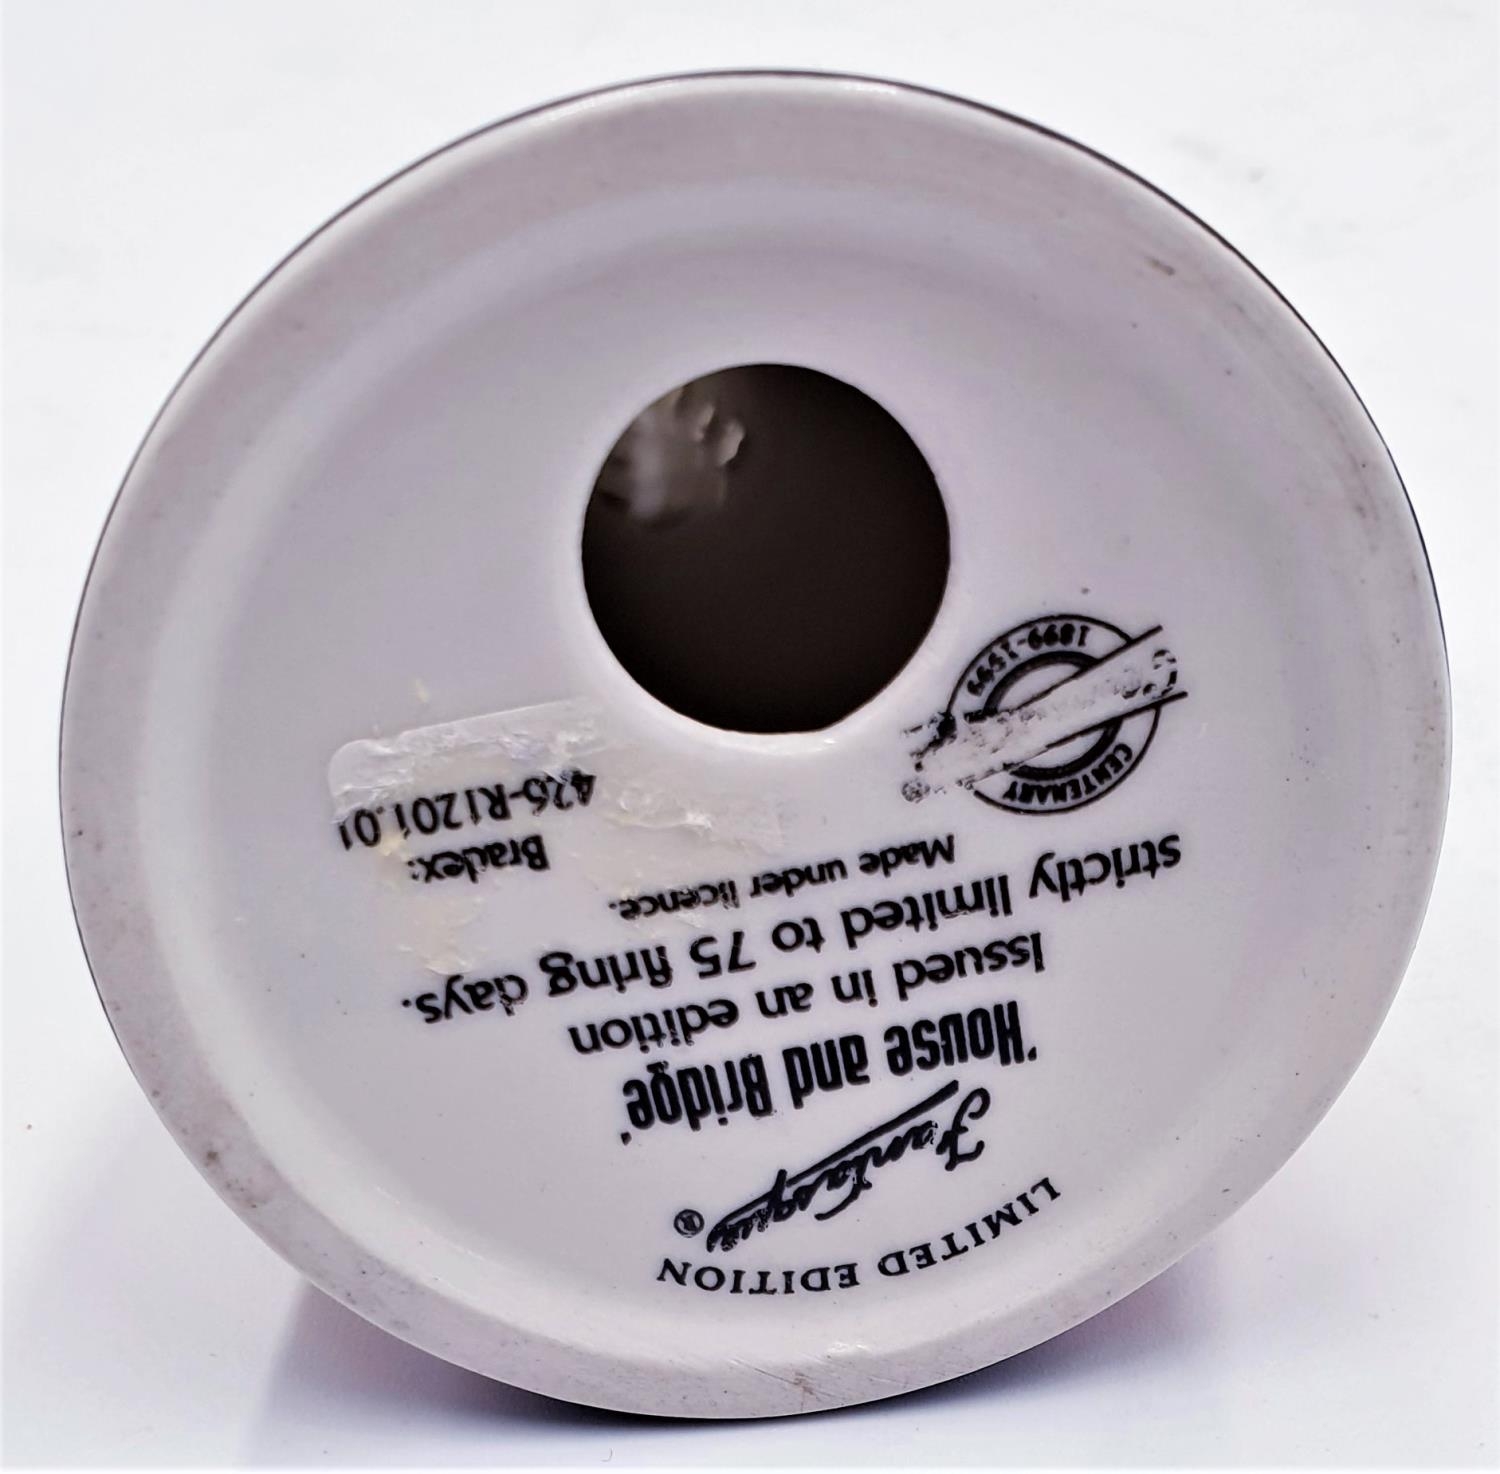 LIMITED EDITION
Fantasque ®
'House and Bridge'
Issued in an edition
strictly limited to 75 firing days.
Made under licence.
Bradex:
426-R1201.01
CENTENARY
®
1899-1999